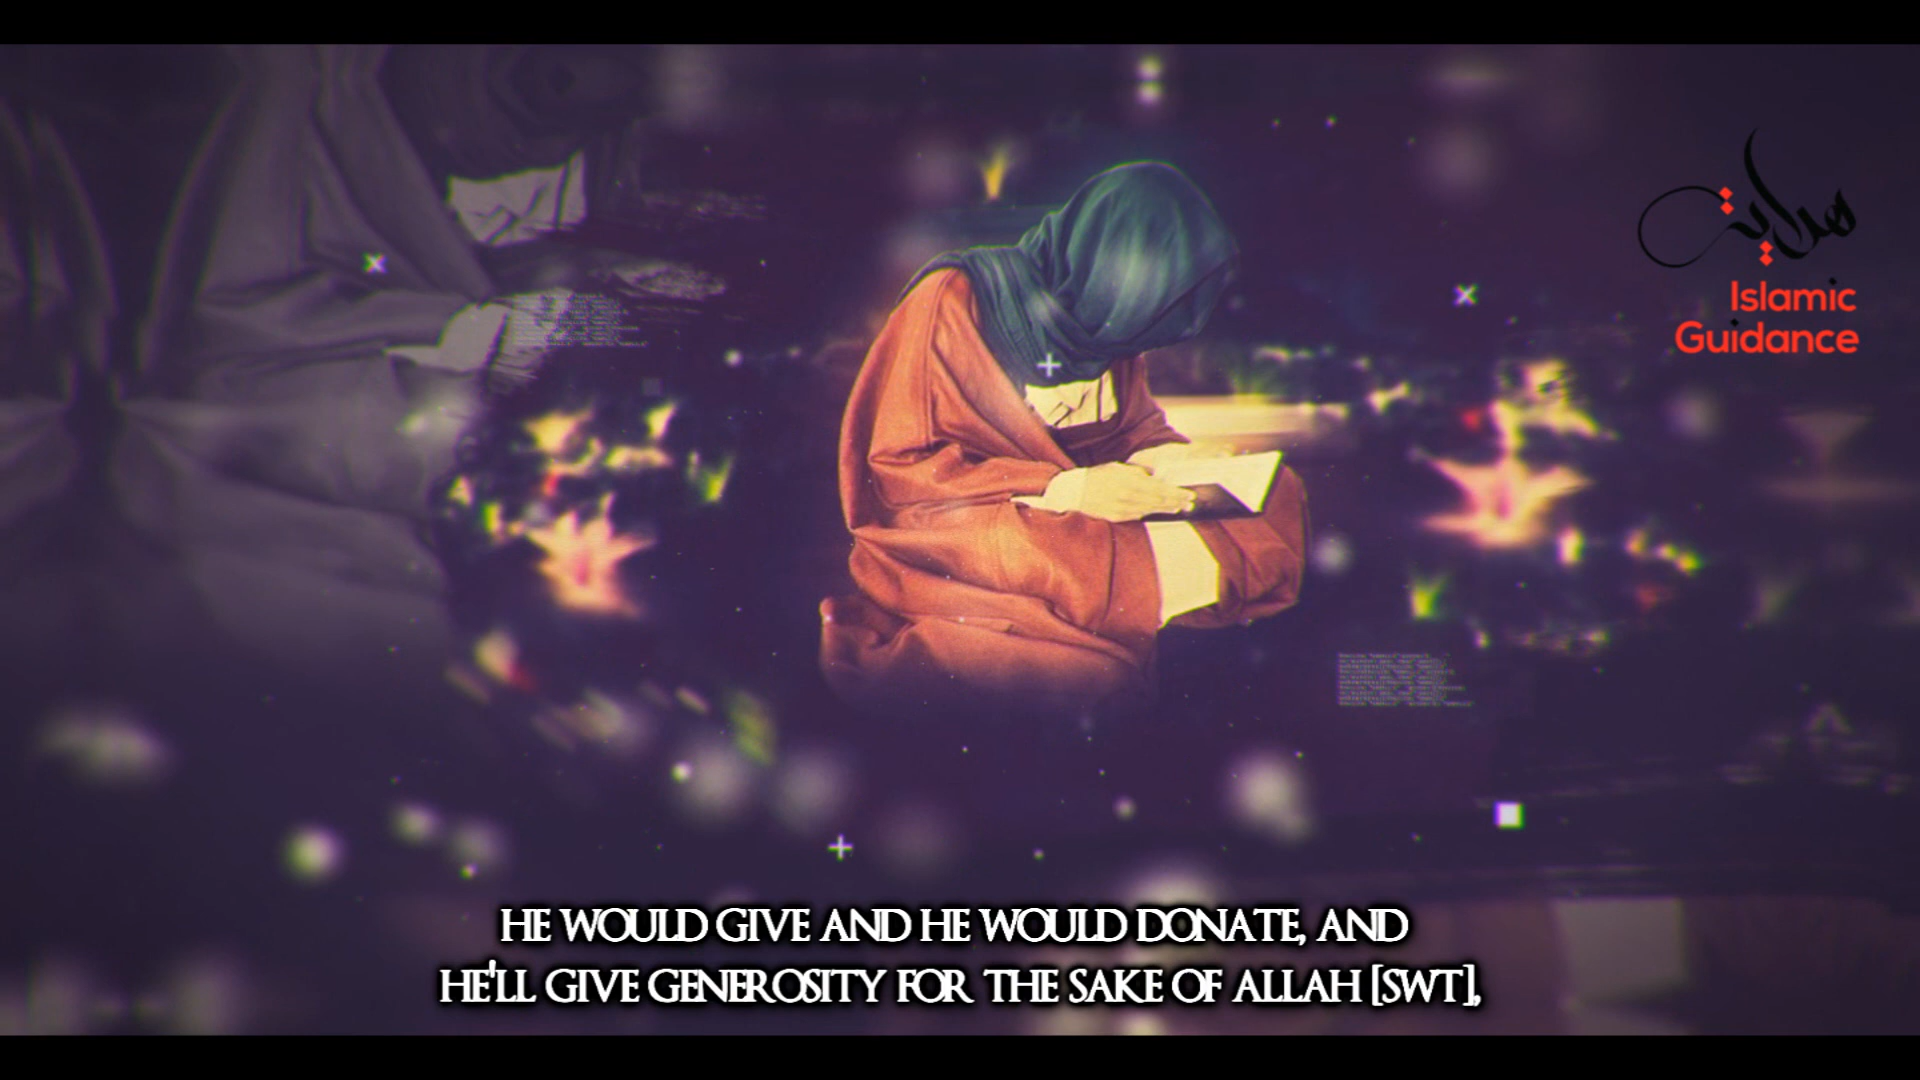 هداية
Islamic
Guidance
HE WOULD GIVE AND HE WOULD DONATE, AND
HE'LL GIVE GENEROSITY FOR THE SAKE OF ALLAH [SWT],